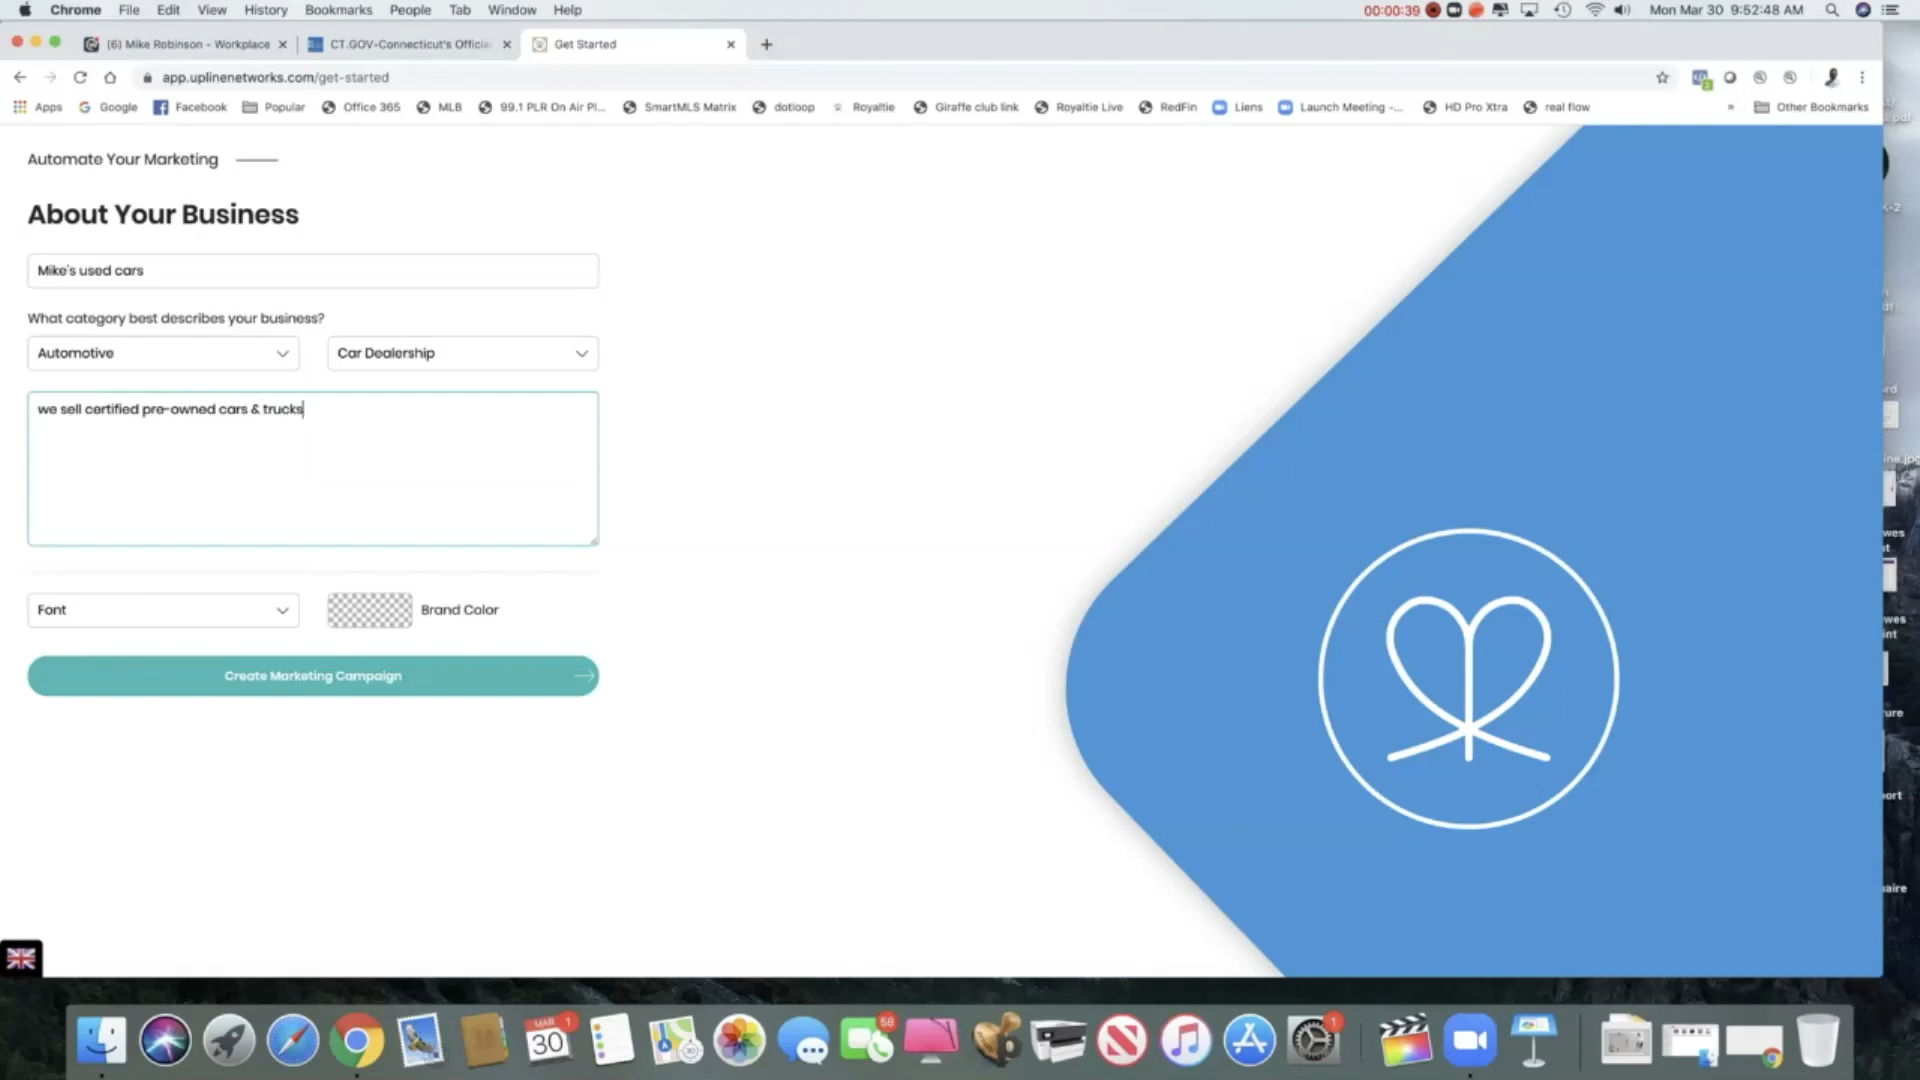 Chrome File Edit View History Bookmarks People Tab Window Help 00:00:39 Mon Mar 30 9:52:48 AM
(6) Mike Robinson - Workplace CT.GOV-Connecticut's Officia Get Started
app.uplinenetworks.com/get-started
Apps Google Facebook Popular Office 365 MLB 99.1 PLR On Air Pl... SmartMLS Matrix dotloop Royaltie Giraffe club link Royaltie Live RedFin Liens Launch Meeting -... HD Pro Xtra real flow » Other Bookmarks
Automate Your Marketing
About Your Business
Mike's used cars
What category best describes your business?
Automotive Car Dealership
we sell certified pre-owned cars & trucks
Font Brand Color
Create Marketing Campaign
MAR 1
30
58
1